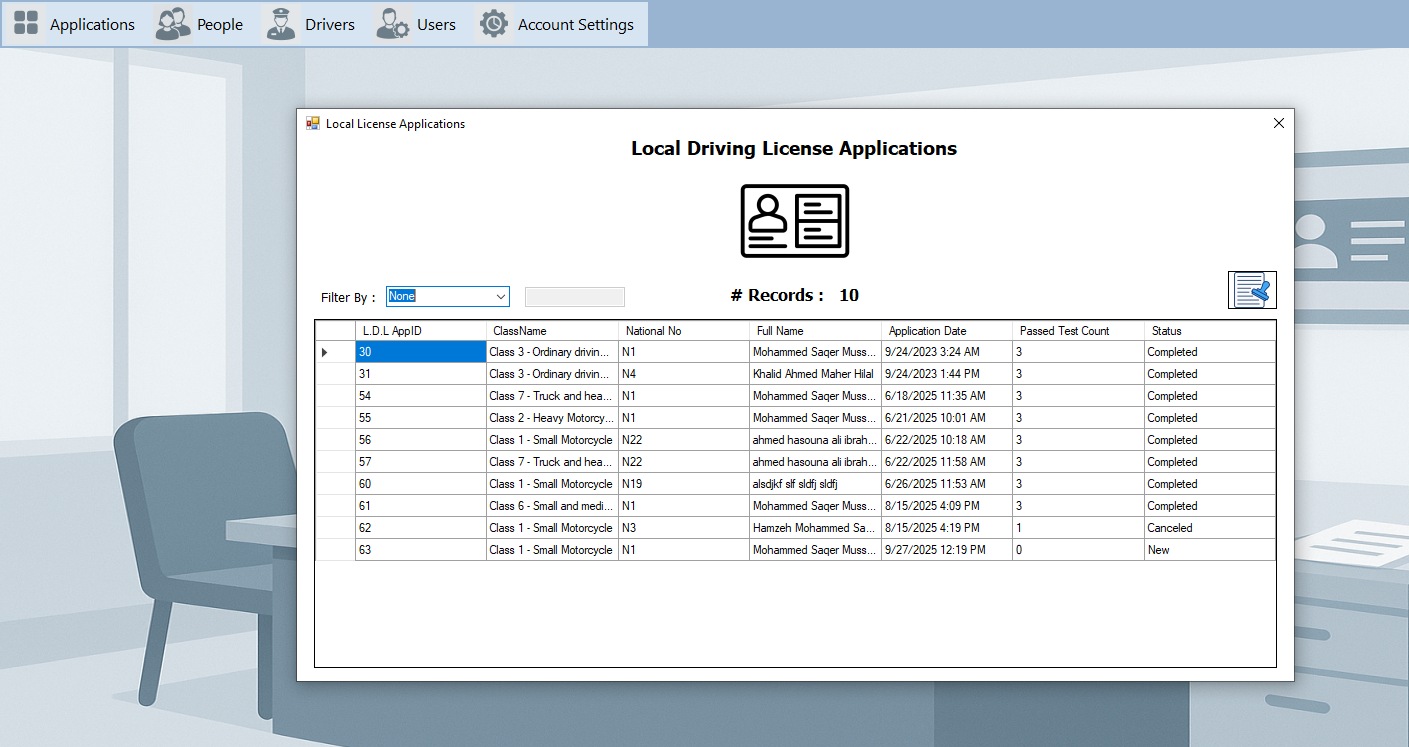 Applications People Drivers Users Account Settings
Local License Applications
Local Driving License Applications
Filter By : None # Records : 10
L.D.L AppID ClassName National No Full Name Application Date Passed Test Count Status
30 Class 3 - Ordinary drivin... N1 Mohammed Saqer Muss... 9/24/2023 3:24 AM 3 Completed
31 Class 3 - Ordinary drivin... N4 Khalid Ahmed Maher Hilal 9/24/2023 1:44 PM 3 Completed
54 Class 7 - Truck and hea... N1 Mohammed Saqer Muss... 6/18/2025 11:35 AM 3 Completed
55 Class 2 - Heavy Motorcy... N1 Mohammed Saqer Muss... 6/21/2025 10:01 AM 3 Completed
56 Class 1 - Small Motorcycle N22 ahmed hasouna ali ibrah... 6/22/2025 10:18 AM 3 Completed
57 Class 7 - Truck and hea... N22 ahmed hasouna ali ibrah... 6/22/2025 11:58 AM 3 Completed
60 Class 1 - Small Motorcycle N19 alsdjkf slf sldfj sldfj 6/26/2025 11:53 AM 3 Completed
61 Class 6 - Small and medi... N1 Mohammed Saqer Muss... 8/15/2025 4:09 PM 3 Completed
62 Class 1 - Small Motorcycle N3 Hamzeh Mohammed Sa... 8/15/2025 4:19 PM 1 Canceled
63 Class 1 - Small Motorcycle N1 Mohammed Saqer Muss... 9/27/2025 12:19 PM 0 New